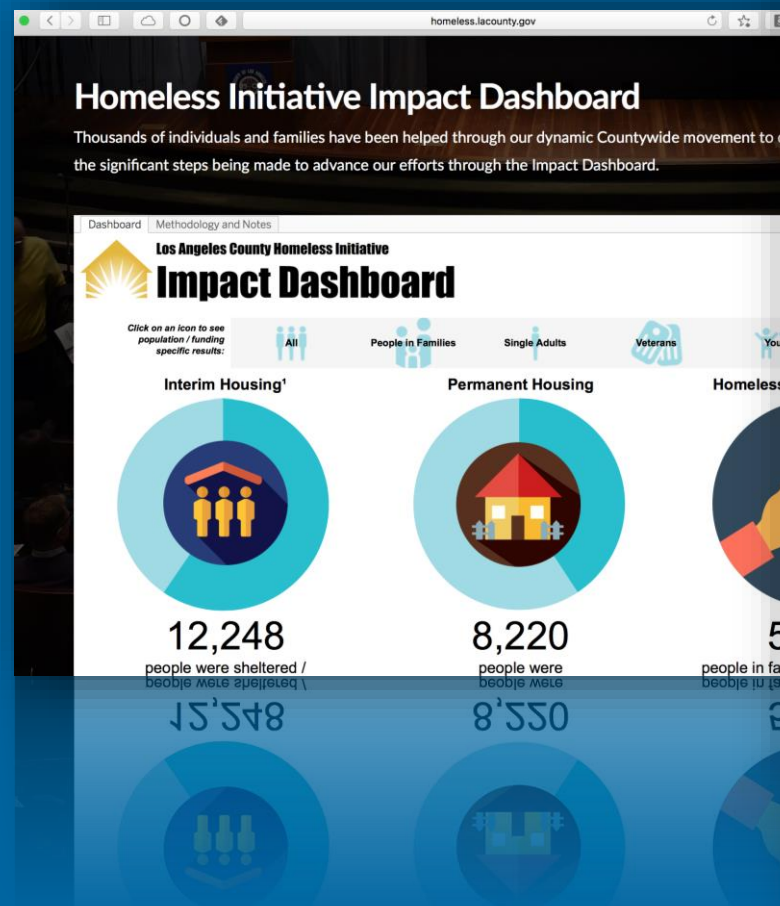 homeless.lacounty.gov
Homeless Initiative Impact Dashboard
Thousands of individuals and families have been helped through our dynamic Countywide movement to
the significant steps being made to advance our efforts through the Impact Dashboard.
Dashboard Methodology and Notes
Los Angeles County Homeless Initiative
Impact Dashboard
Click on an icon to see
population / funding
specific results:
All People in Families Single Adults Veterans
Interim Housing¹ Permanent Housing
12,248 8,220
people were sheltered / people were people in